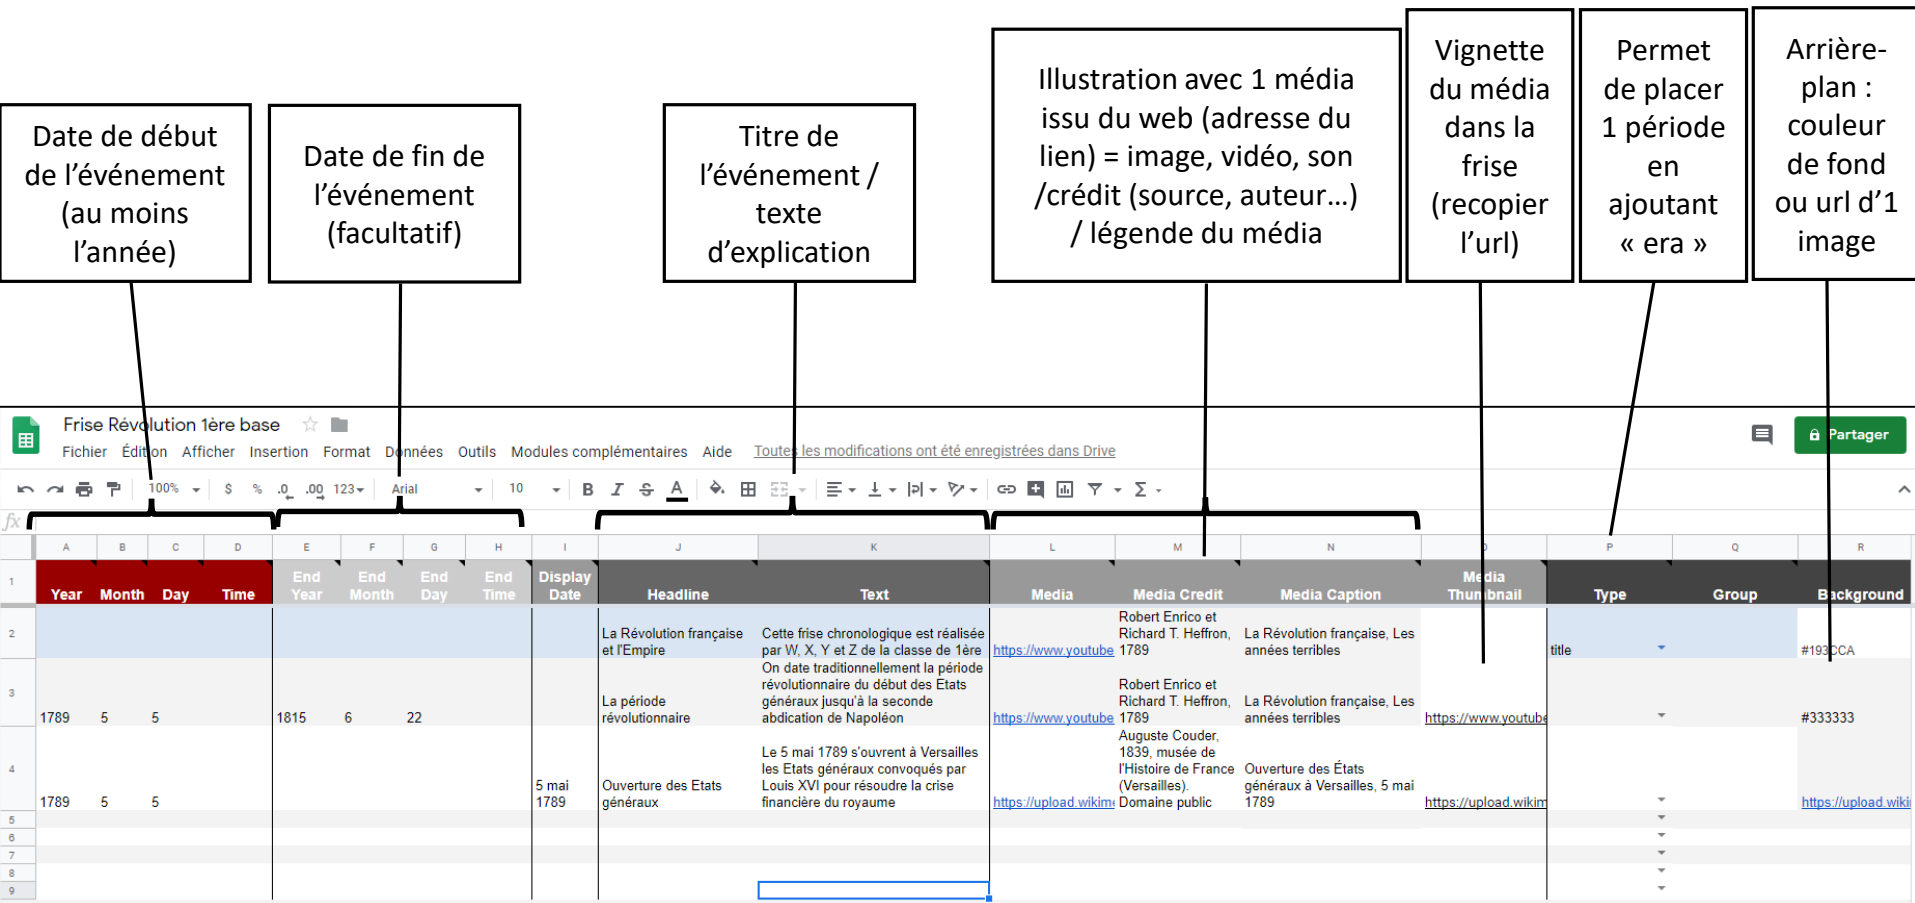 Date de début
de l’événement
(au moins
l’année)
Date de fin de
l’événement
(facultatif)
Titre de
l’événement /
texte
d’explication
Illustration avec 1 média
issu du web (adresse du
lien) = image, vidéo, son
/crédit (source, auteur…)
/ légende du média
Vignette
du média
dans la
frise
(recopier
l’url)
Permet
de placer
1 période
en
ajoutant
« era »
Arrière-
plan :
couleur
de fond
ou url d’1
image
Frise Révolution 1ère base
Partager
Fichier Édition Afficher Insertion Format Données Outils Modules complémentaires Aide Toutes les modifications ont été enregistrées dans Drive
100% $ % .0 .00 123 Arial 10 B I S A
fx
A B C D E F G H I J K L M N O P Q R
1
Year Month Day Time
End
Year
End
Month
End
Day
End
Time
Display
Date
Headline
Text
Media
Media Credit
Media Caption
Media
Thumbnail
Type
Group
Background
2
La Révolution française
et l'Empire
Cette frise chronologique est réalisée
par W, X, Y et Z de la classe de 1ère
https://www.youtube
Robert Enrico et
Richard T. Heffron,
1789
La Révolution française, Les
années terribles
title
#193CCA
3
1789 5 5 1815 6 22
La période
révolutionnaire
On date traditionnellement la période
révolutionnaire du début des Etats
généraux jusqu'à la seconde
abdication de Napoléon
https://www.youtube
Robert Enrico et
Richard T. Heffron,
1789
La Révolution française, Les
années terribles
https://www.youtube
#333333
4
1789 5 5
5 mai
1789
Ouverture des Etats
généraux
Le 5 mai 1789 s'ouvrent à Versailles
les Etats généraux convoqués par
Louis XVI pour résoudre la crise
financière du royaume
https://upload.wikime
Auguste Couder,
1839, musée de
l'Histoire de France
(Versailles).
Domaine public
Ouverture des États
généraux à Versailles, 5 mai
1789
https://upload.wikim
https://upload.wiki
5
6
7
8
9